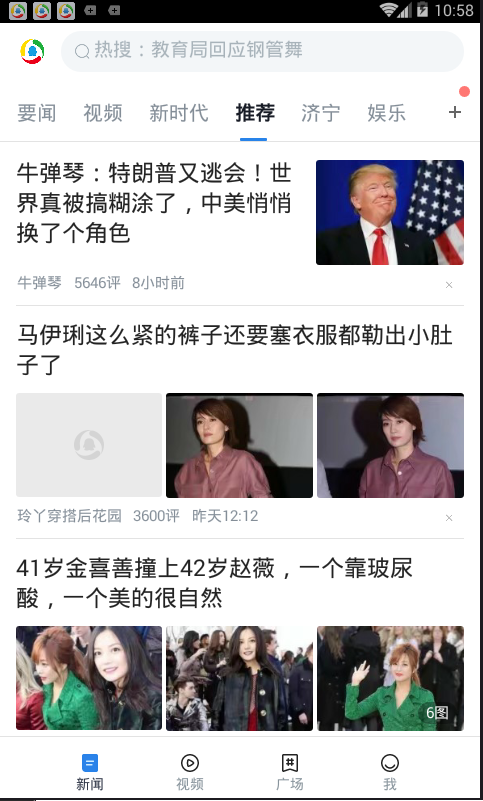 10:58
热搜：教育局回应钢管舞
要闻 视频 新时代 推荐 济宁 娱乐 +
牛弹琴：特朗普又逃会！世
界真被搞糊涂了，中美悄悄
换了个角色
牛弹琴 5646评 8小时前
马伊琍这么紧的裤子还要塞衣服都勒出小肚
子了
玲丫穿搭后花园 3600评 昨天12:12
41岁金喜善撞上42岁赵薇，一个靠玻尿
酸，一个美的很自然
6图
新闻 视频 广场 我